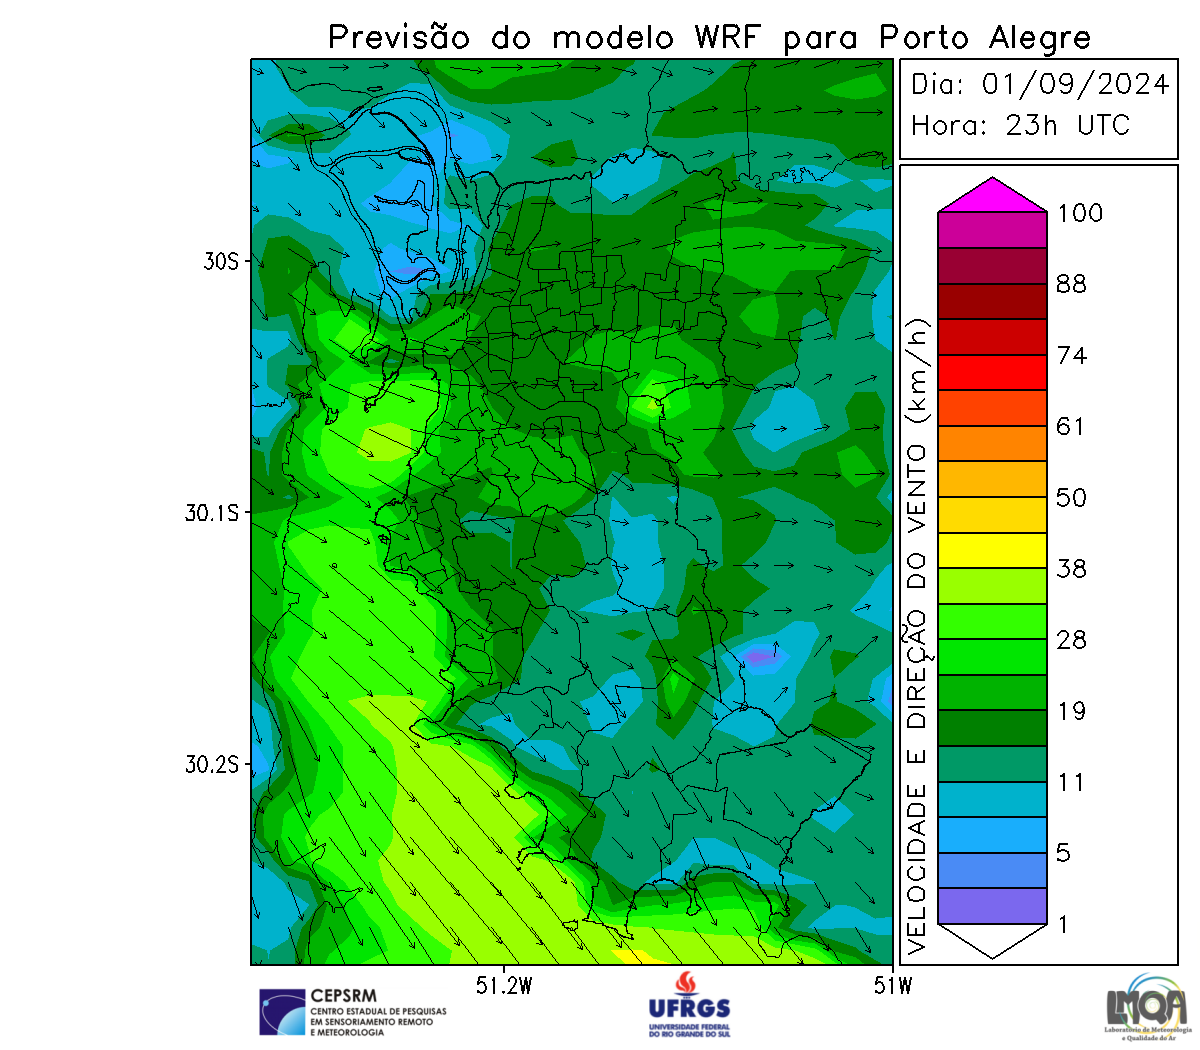 Previsão do modelo WRF para Porto Alegre
Dia: 01/09/2024
Hora: 23h UTC
30S
30.1S
30.2S
51.2W
51W
VELOCIDADE E DIREÇÃO DO VENTO (km/h)
100
88
74
61
50
38
28
19
11
5
1
CEPSRM
CENTRO ESTADUAL DE PESQUISAS
EM SENSORIAMENTO REMOTO
E METEOROLOGIA
UFRGS
UNIVERSIDADE FEDERAL
DO RIO GRANDE DO SUL
LMQA
Laboratório de Meteorologia
e Qualidade do Ar